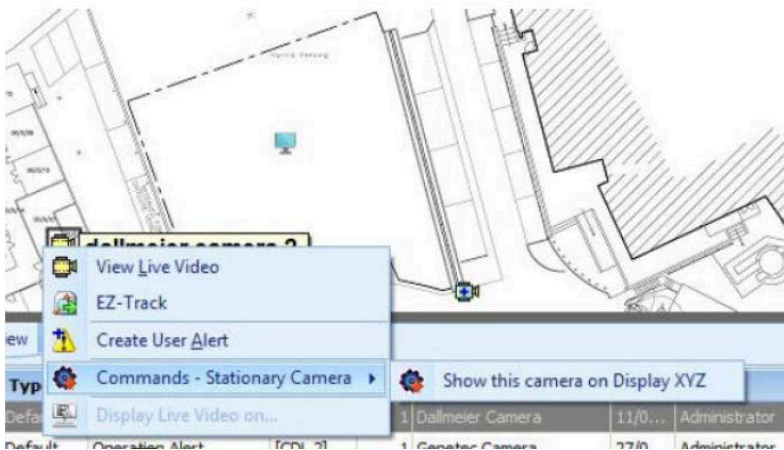 dallmeier camera 2
View Live Video
EZ-Track
Create User Alert
Commands - Stationary Camera
Show this camera on Display XYZ
Display Live Video on...
ew
Typ
Defa 1 Dallmeier Camera 11/0... Administrator
Default Operation Alert [CDL 2] 1 Genetec Camera 27/0 Administrator